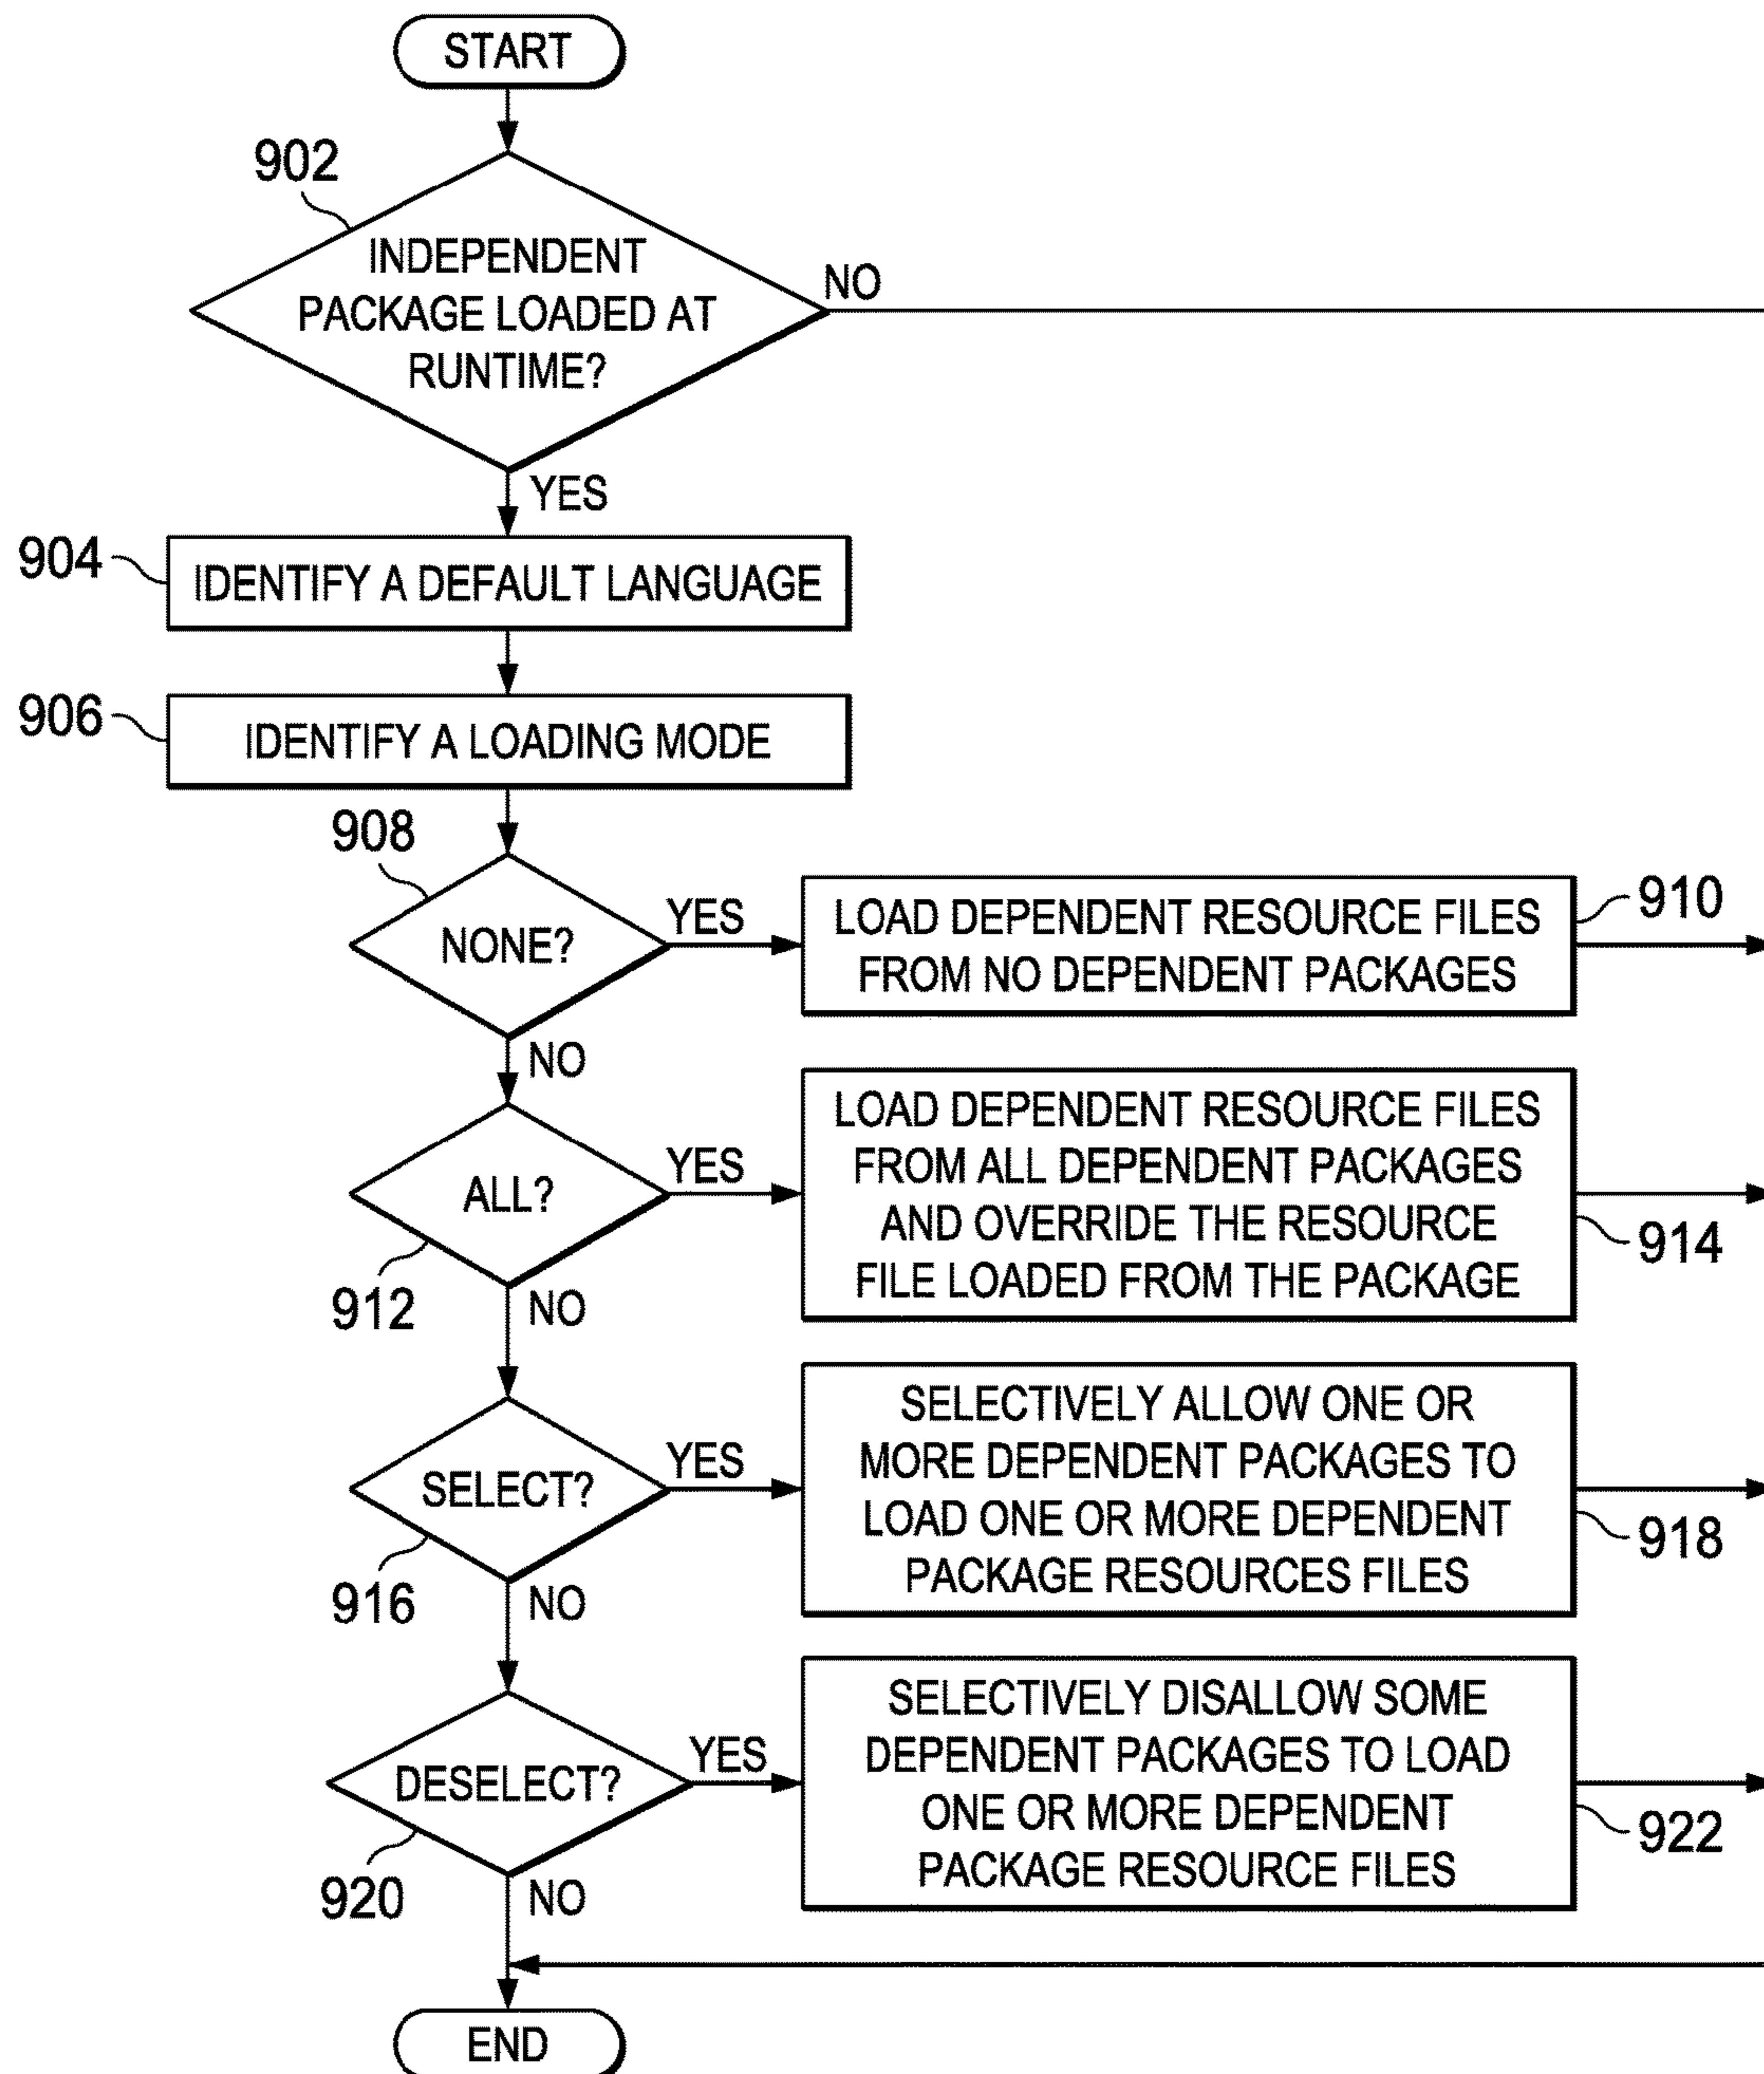 START
902
INDEPENDENT
PACKAGE LOADED AT
RUNTIME?
NO
YES
904
IDENTIFY A DEFAULT LANGUAGE
906
IDENTIFY A LOADING MODE
908
NONE?
YES
LOAD DEPENDENT RESOURCE FILES
FROM NO DEPENDENT PACKAGES
910
NO
912
ALL?
YES
LOAD DEPENDENT RESOURCE FILES
FROM ALL DEPENDENT PACKAGES
AND OVERRIDE THE RESOURCE
FILE LOADED FROM THE PACKAGE
914
NO
916
SELECT?
YES
SELECTIVELY ALLOW ONE OR
MORE DEPENDENT PACKAGES TO
LOAD ONE OR MORE DEPENDENT
PACKAGE RESOURCES FILES
918
NO
920
DESELECT?
YES
SELECTIVELY DISALLOW SOME
DEPENDENT PACKAGES TO LOAD
ONE OR MORE DEPENDENT
PACKAGE RESOURCE FILES
922
NO
END